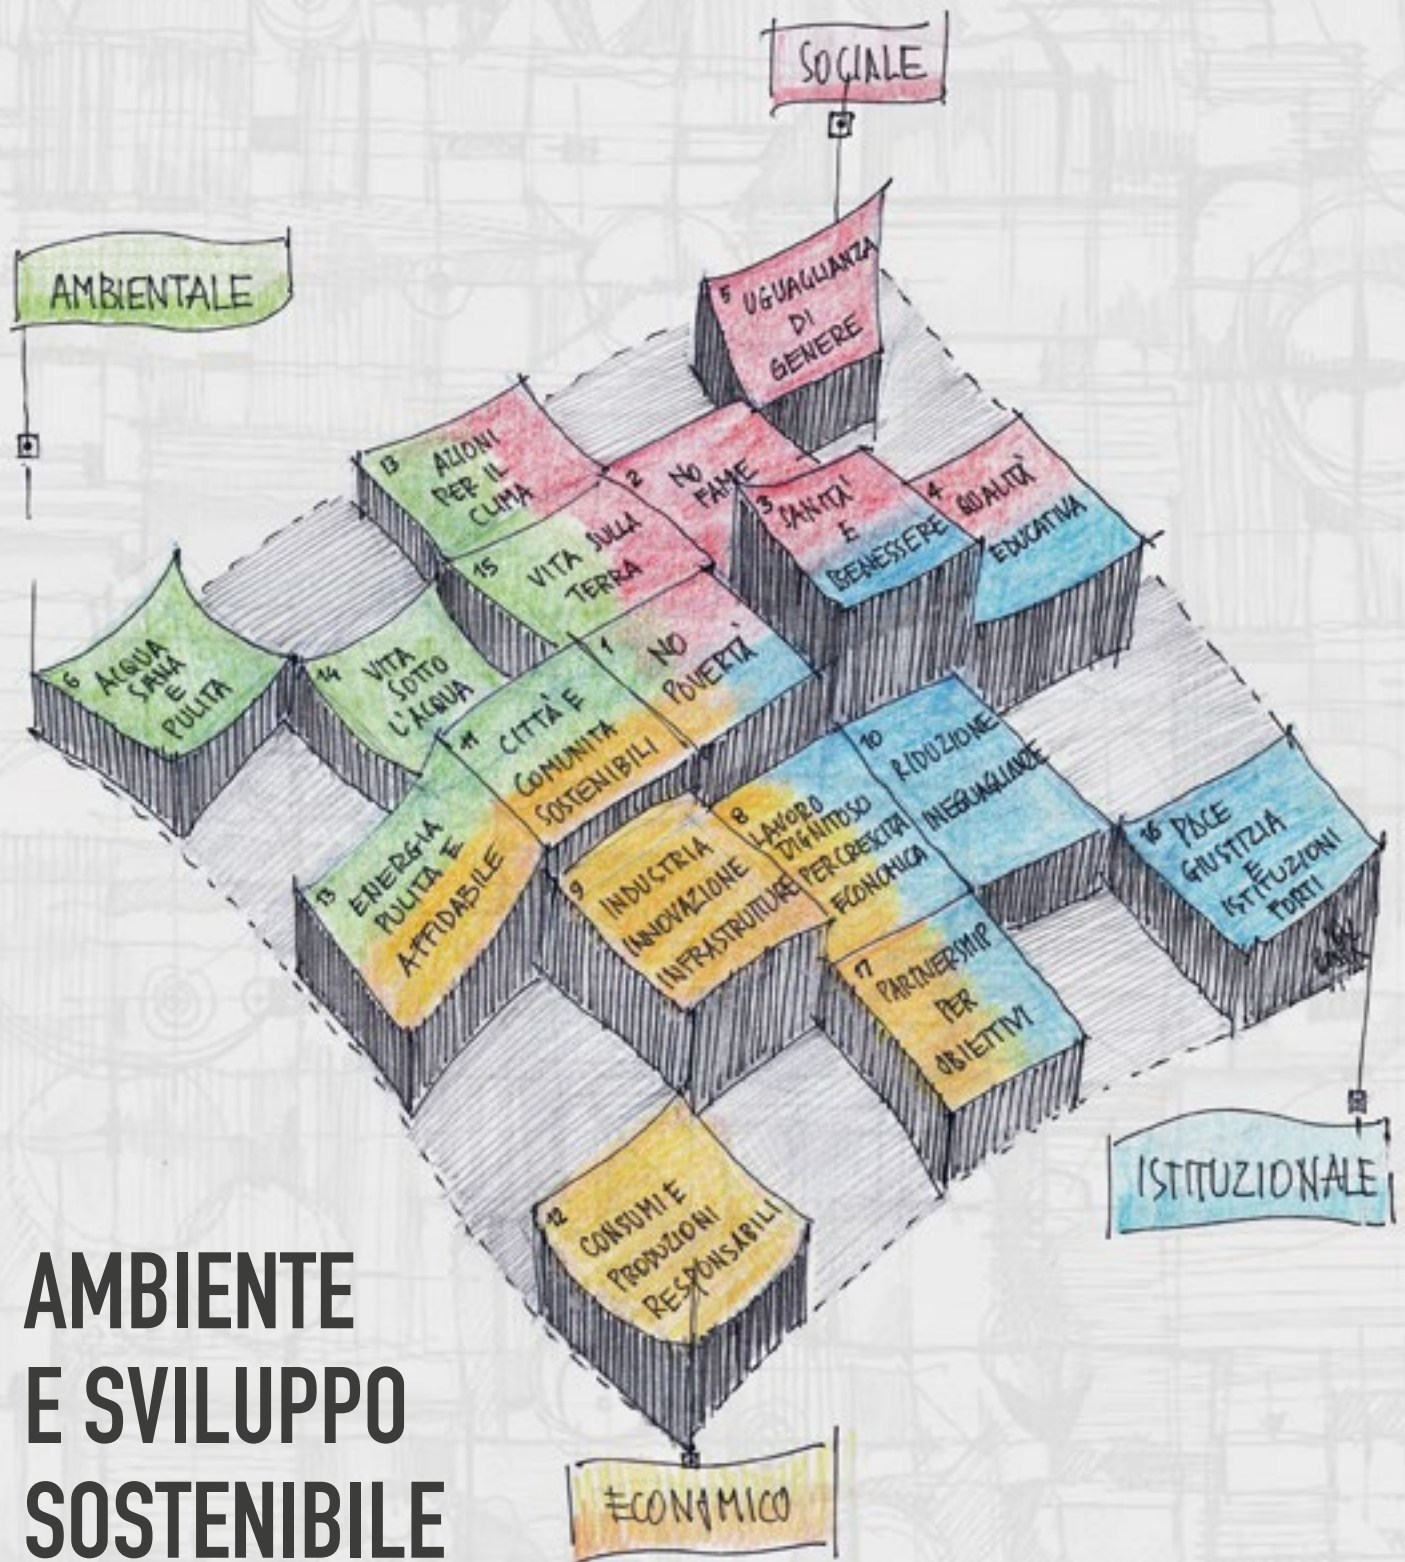 SOCIALE
AMBIENTALE
5 UGUAGLIANZA
DI
GENERE
13 AZIONI
PER IL
CLIMA
2 NO
FAME
3 SANITA'
E
BENESSERE
4 QUALITÀ
EDUCATIVA
15 VITA SULLA
TERRA
6 ACQUA
SANA
E
PULITA
14 VITA
SOTTO
L'ACQUA
1 NO
POVERTÀ
11 CITTÀ E
COMUNITÀ
SOSTENIBILI
10 RIDUZIONE
INEGUAGLIANZE
13 ENERGIA
PULITA E
AFFIDABILE
9 INDUSTRIA
INNOVAZIONE
INFRASTRUTTURE
8 LAVORO
DIGNITOSO
PER CRESCITA
ECONOMICA
16 PACE
GIUSTIZIA
E
ISTITUZIONI
FORTI
17 PARTNERSHIP
PER
OBIETTIVI
12 CONSUMI E
PRODUZIONI
RESPONSABILI
ISTITUZIONALE
ECONOMICO
AMBIENTE
E SVILUPPO
SOSTENIBILE